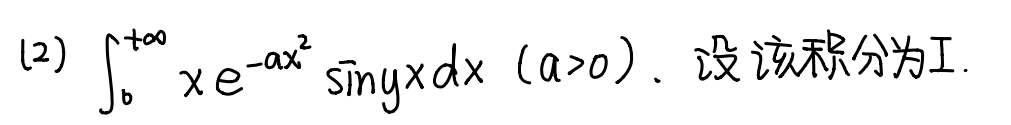 (2) ∫₀^{+∞} x e^{-ax²} sin yx dx (a>0). 设该积分为I.